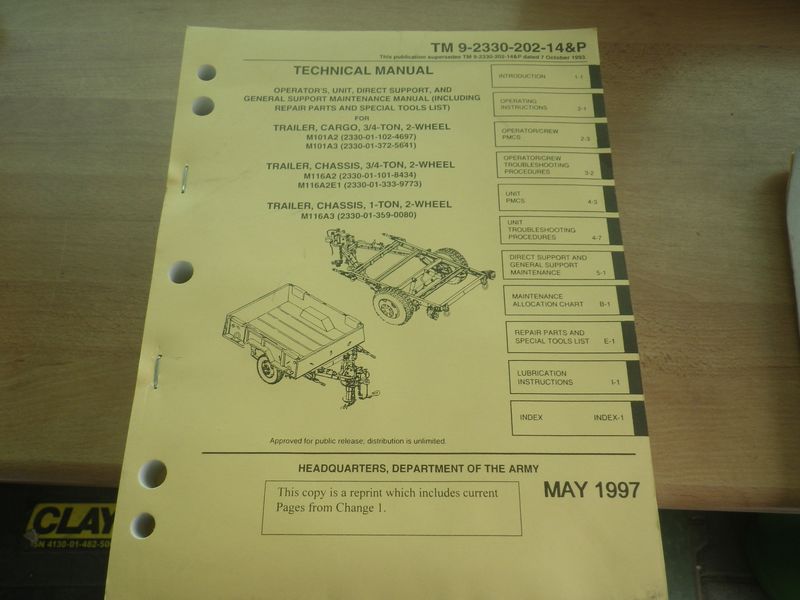 TM 9-2330-202-14&P
This publication supersedes TM 9-2330-202-14&P dated 7 October 1993
TECHNICAL MANUAL
OPERATOR'S, UNIT, DIRECT SUPPORT, AND
GENERAL SUPPORT MAINTENANCE MANUAL (INCLUDING
REPAIR PARTS AND SPECIAL TOOLS LIST)
FOR
TRAILER, CARGO, 3/4-TON, 2-WHEEL
M101A2 (2330-01-102-4697)
M101A3 (2330-01-372-5641)
TRAILER, CHASSIS, 3/4-TON, 2-WHEEL
M116A2 (2330-01-101-8434)
M116A2E1 (2330-01-333-9773)
TRAILER, CHASSIS, 1-TON, 2-WHEEL
M116A3 (2330-01-359-0080)
INTRODUCTION 1-1
OPERATING
INSTRUCTIONS 2-1
OPERATOR/CREW
PMCS 2-3
OPERATOR/CREW
TROUBLESHOOTING
PROCEDURES 3-2
UNIT
PMCS 4-3
UNIT
TROUBLESHOOTING
PROCEDURES 4-7
DIRECT SUPPORT AND
GENERAL SUPPORT
MAINTENANCE 5-1
MAINTENANCE
ALLOCATION CHART B-1
REPAIR PARTS AND
SPECIAL TOOLS LIST E-1
LUBRICATION
INSTRUCTIONS I-1
INDEX INDEX-1
Approved for public release; distribution is unlimited.
HEADQUARTERS, DEPARTMENT OF THE ARMY
This copy is a reprint which includes current
Pages from Change 1.
MAY 1997
CLAY
SN 4130-01-482-50